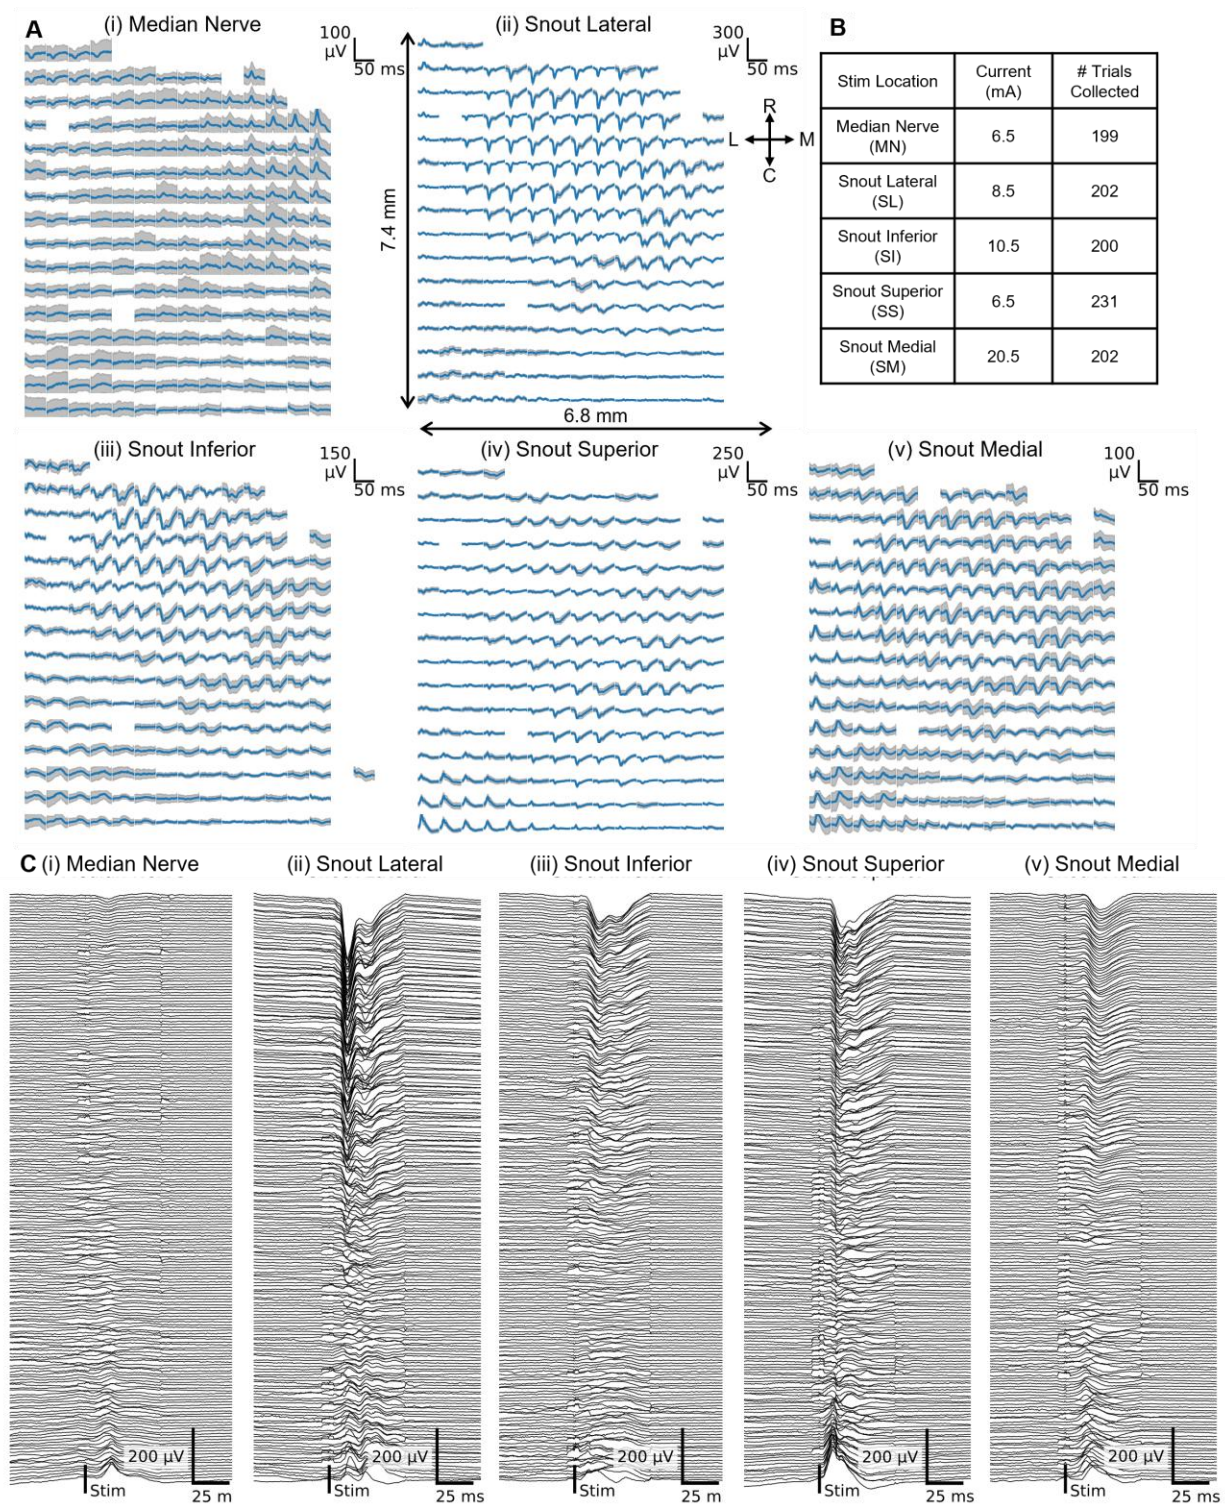 A
(i) Median Nerve
100
μV
50 ms
(ii) Snout Lateral
300
μV
50 ms
R
L
M
C
7.4 mm
6.8 mm
B
Stim Location
Current
(mA)
# Trials
Collected
Median Nerve
(MN)
6.5
199
Snout Lateral
(SL)
8.5
202
Snout Inferior
(SI)
10.5
200
Snout Superior
(SS)
6.5
231
Snout Medial
(SM)
20.5
202
(iii) Snout Inferior
150
μV
50 ms
(iv) Snout Superior
250
μV
50 ms
(v) Snout Medial
100
μV
50 ms
C (i) Median Nerve
(ii) Snout Lateral
(iii) Snout Inferior
(iv) Snout Superior
(v) Snout Medial
200 μV
Stim
25 m
200 μV
Stim
25 ms
200 μV
Stim
25 m
200 μV
Stim
25 ms
200 μV
Stim
25 ms